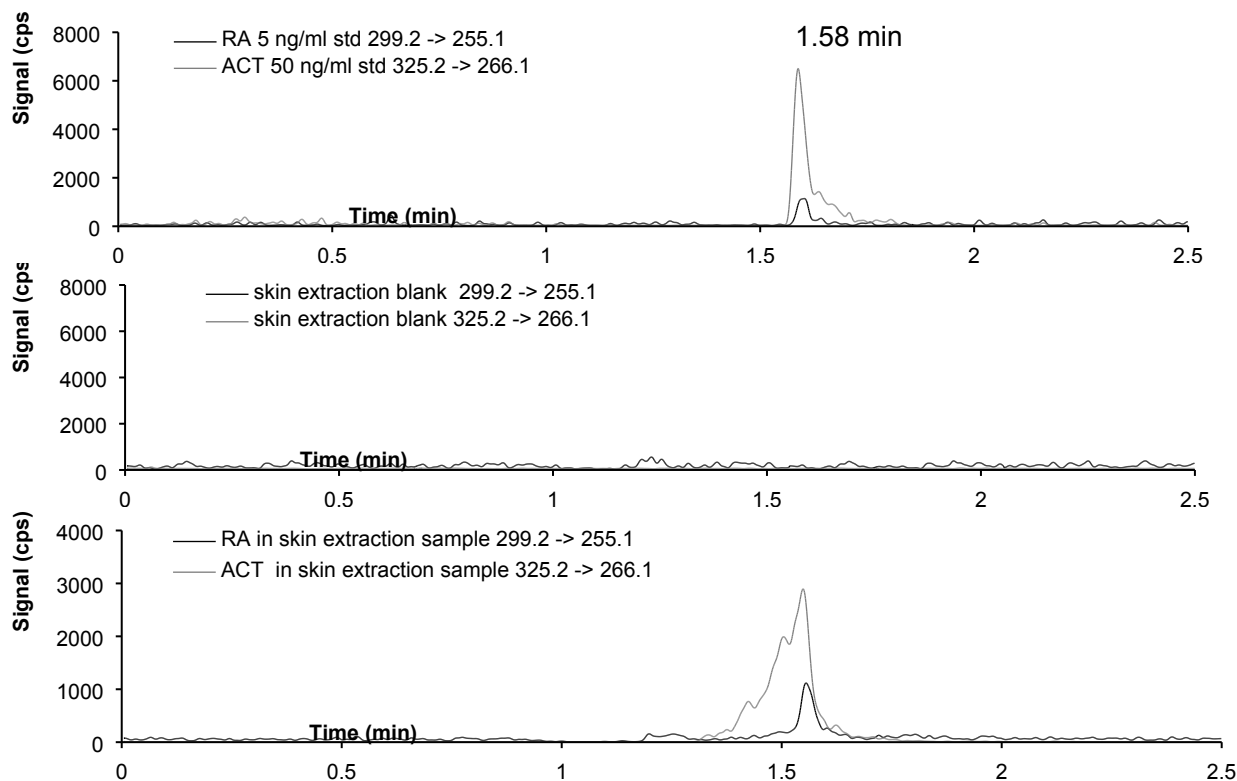 Signal (cps
8000
6000
4000
2000
0
RA 5 ng/ml std 299.2 -> 255.1
ACT 50 ng/ml std 325.2 -> 266.1
1.58 min
Time (min)
0 0.5 1 1.5 2 2.5
Signal (cps
8000
6000
4000
2000
0
skin extraction blank 299.2 -> 255.1
skin extraction blank 325.2 -> 266.1
Time (min)
0 0.5 1 1.5 2 2.5
Signal (cps)
4000
3000
2000
1000
0
RA in skin extraction sample 299.2 -> 255.1
ACT in skin extraction sample 325.2 -> 266.1
Time (min)
0 0.5 1 1.5 2 2.5